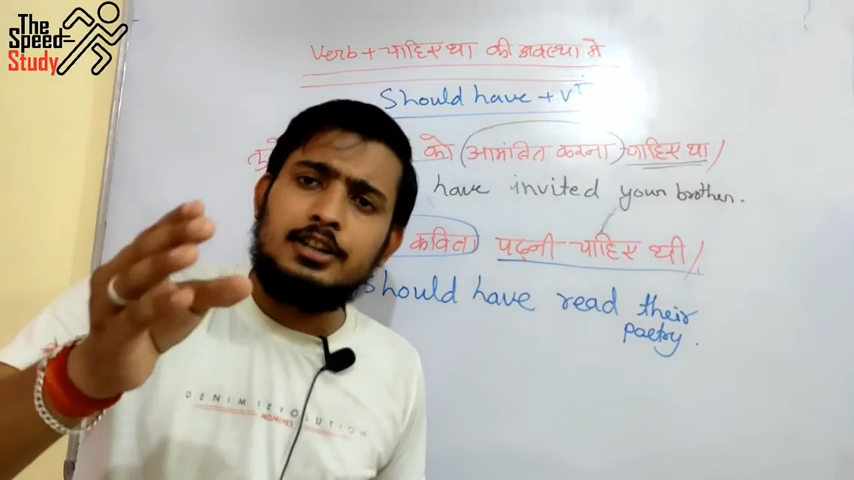 The
Speed
Study
Verb + चाहिए था की अवस्था में
Should have + V
को (आमंत्रित करना) चाहिए था /
have invited your brother.
कविता) पढ़नी चाहिए थी /
should have read their
poetry.
DENIM REVOLUTION